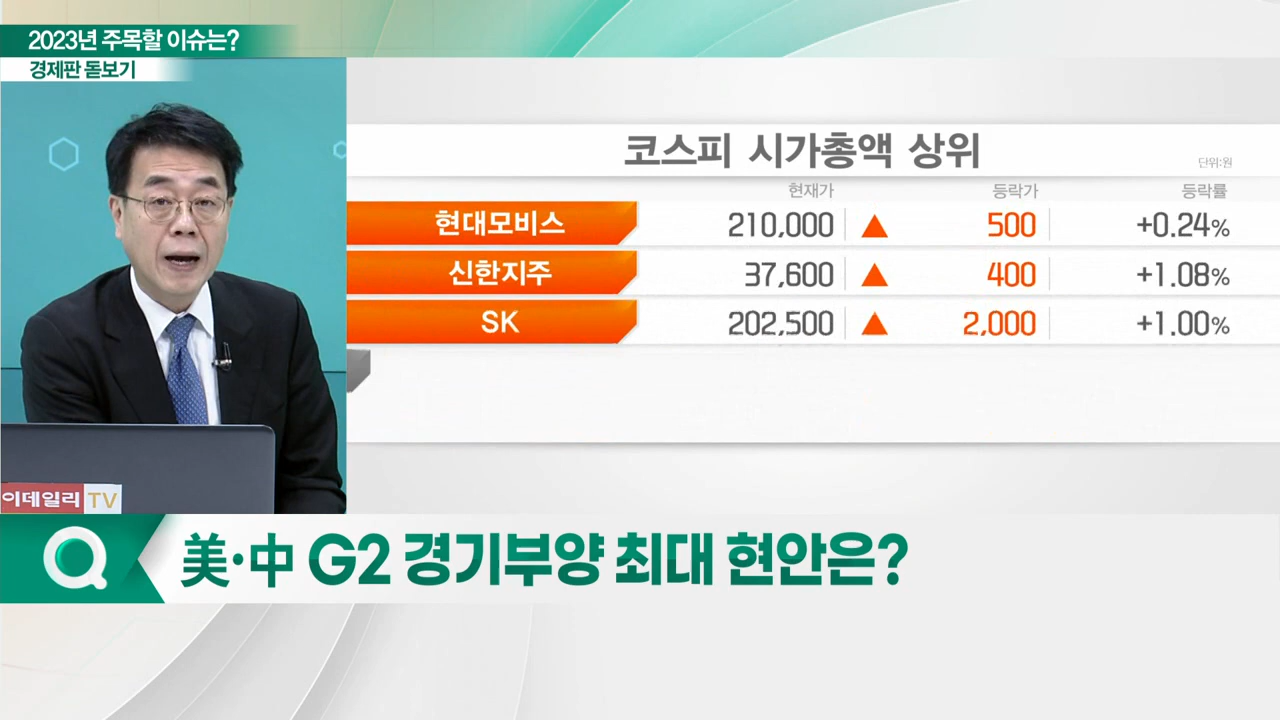 2023년 주목할 이슈는?
경제판 돋보기
코스피 시가총액 상위
단위:원
현재가 등락가 등락률
현대모비스 210,000 ▲ 500 +0.24%
신한지주 37,600 ▲ 400 +1.08%
SK 202,500 ▲ 2,000 +1.00%
이데일리 TV
Q 美·中 G2 경기부양 최대 현안은?